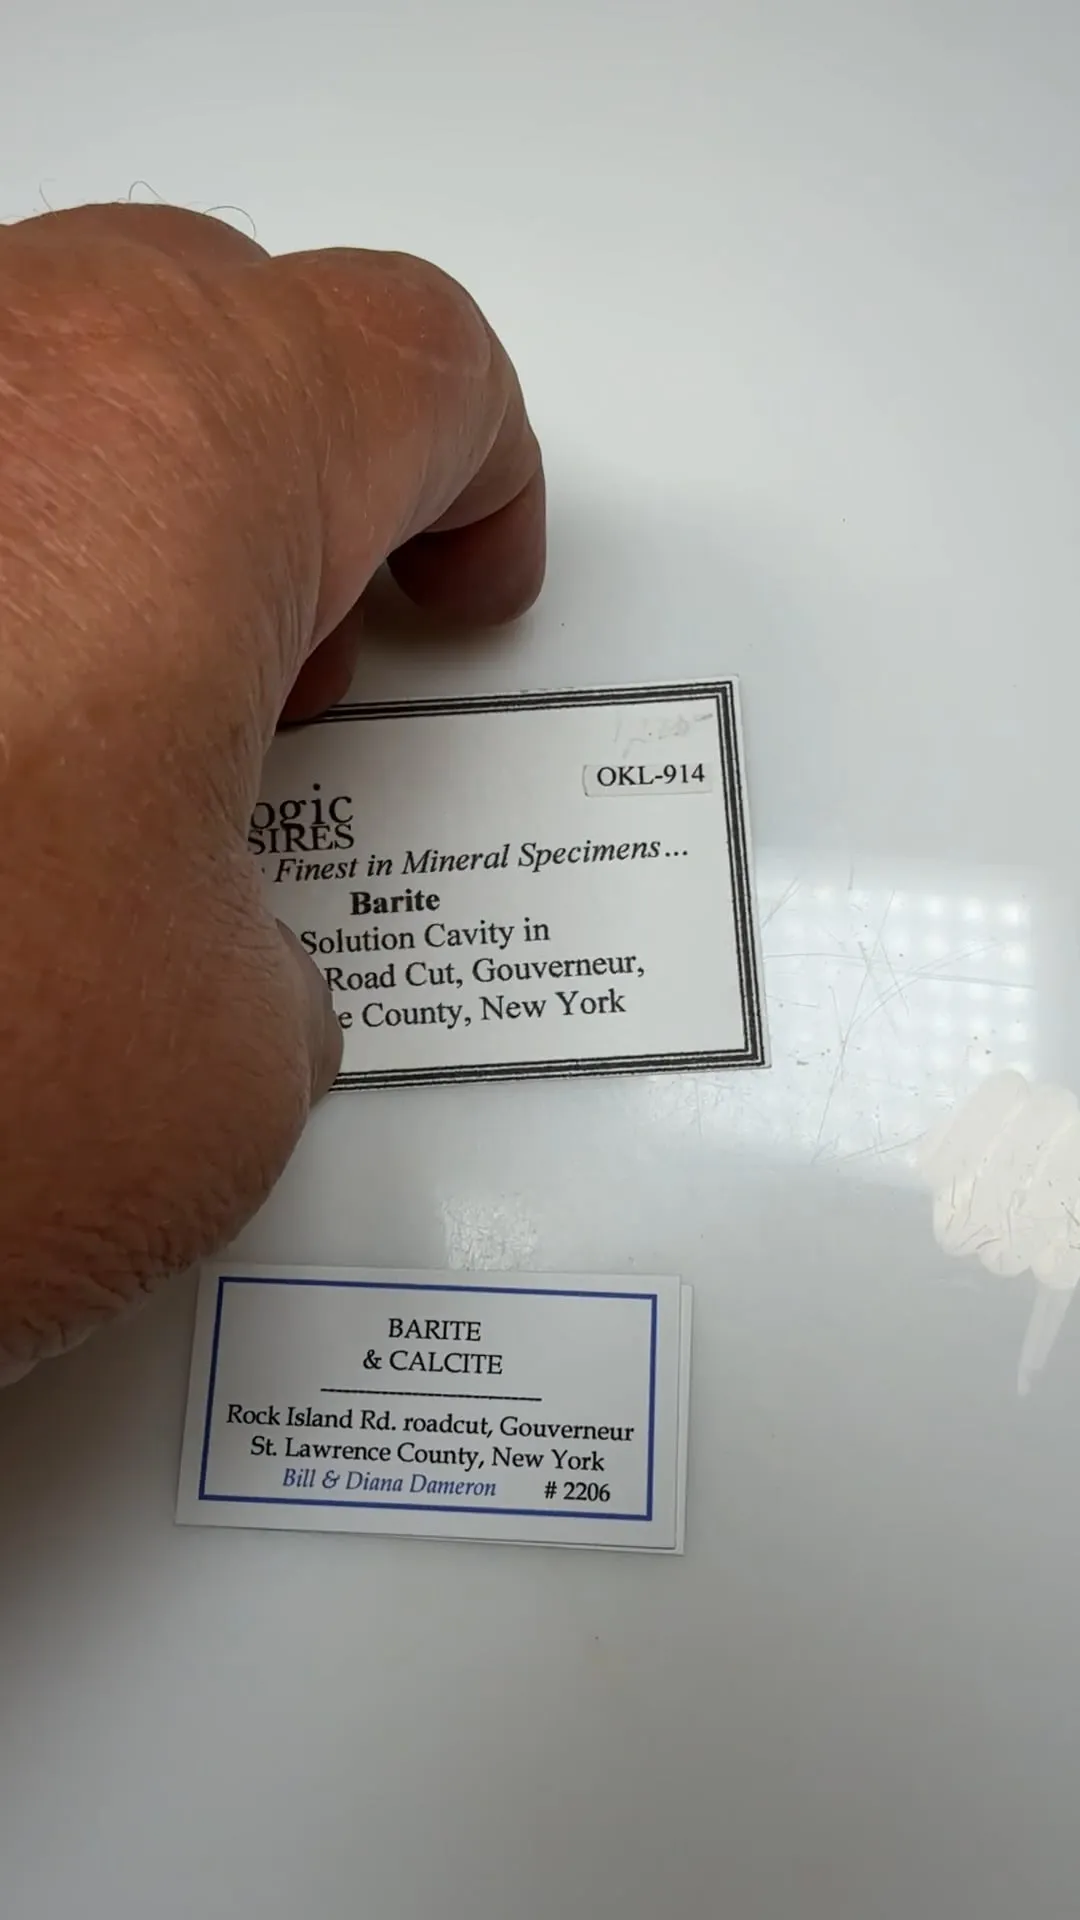 OKL-914
ogic
SIRES
Finest in Mineral Specimens...
Barite
Solution Cavity in
Road Cut, Gouverneur,
e County, New York
BARITE
& CALCITE
Rock Island Rd. roadcut, Gouverneur
St. Lawrence County, New York
Bill & Diana Dameron # 2206